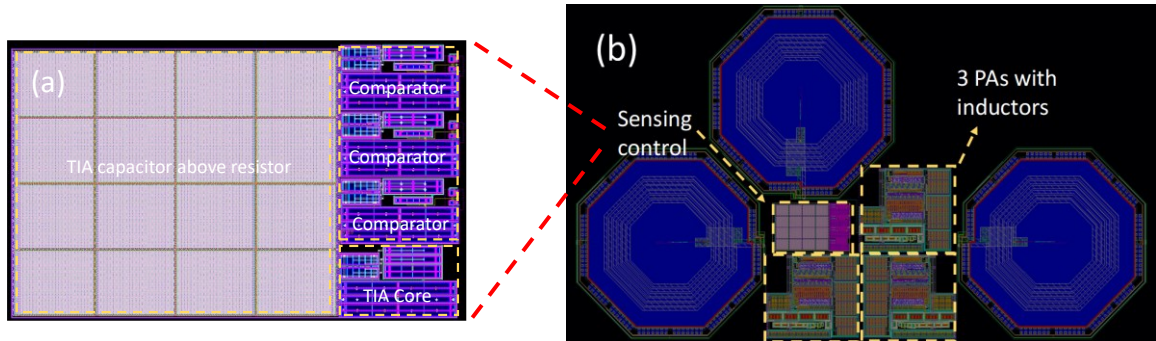 (a)
TIA capacitor above resistor
Comparator
Comparator
Comparator
TIA Core
(b)
Sensing
control
3 PAs with
inductors